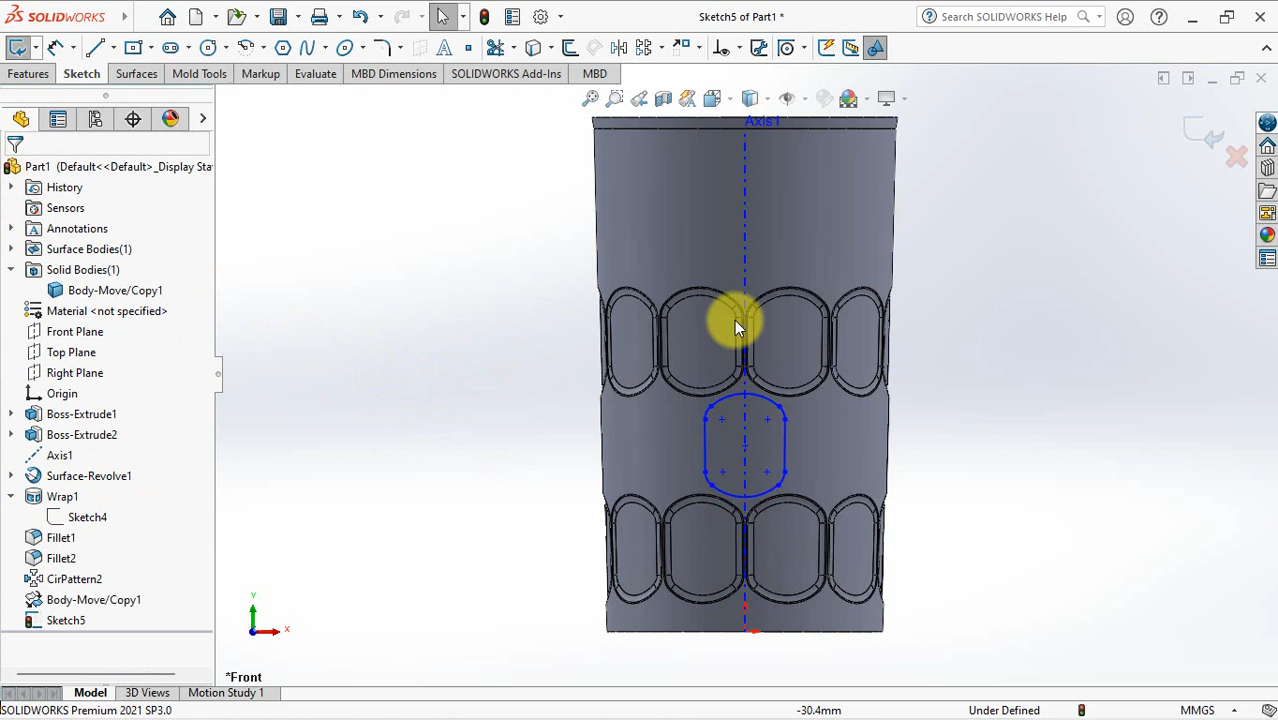 SOLIDWORKS
Sketch5 of Part1 *
Search SOLIDWORKS Help
Features
Sketch
Surfaces
Mold Tools
Markup
Evaluate
MBD Dimensions
SOLIDWORKS Add-Ins
MBD
Part1 (Default<<Default>_Display Sta
History
Sensors
Annotations
Surface Bodies(1)
Solid Bodies(1)
Body-Move/Copy1
Material <not specified>
Front Plane
Top Plane
Right Plane
Origin
Boss-Extrude1
Boss-Extrude2
Axis1
Surface-Revolve1
Wrap1
Sketch4
Fillet1
Fillet2
CirPattern2
Body-Move/Copy1
Sketch5
Axis1
Y
X
*Front
Model
3D Views
Motion Study 1
SOLIDWORKS Premium 2021 SP3.0
-30.4mm
Under Defined
MMGS